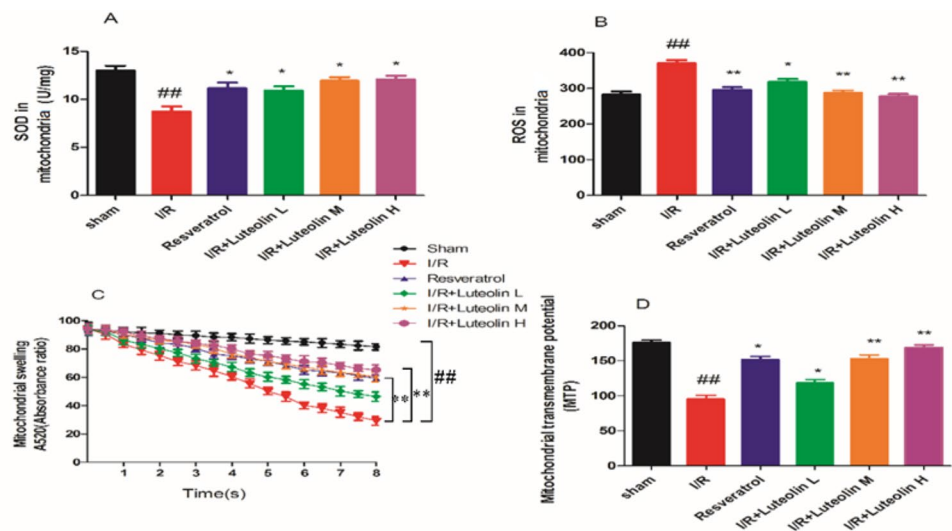 A
SOD in
mitochondria (U/mg)
15
10
5
0
##
*
*
*
*
sham
I/R
Resveratrol
I/R+Luteolin L
I/R+Luteolin M
I/R+Luteolin H
B
ROS in
mitochondria
400
300
200
100
0
##
**
*
**
**
sham
I/R
Resveratrol
I/R+Luteolin L
I/R+Luteolin M
I/R+Luteolin H
Sham
I/R
Resveratrol
I/R+Luteolin L
I/R+Luteolin M
I/R+Luteolin H
C
Mitochondrial swelling
A520(Absorbance ratio)
100
80
60
40
20
1 2 3 4 5 6 7 8
Time(s)
**
**
##
D
Mitochondrial transmembrane potential
(MTP)
200
150
100
50
0
##
*
*
**
**
sham
I/R
Resveratrol
I/R+Luteolin L
I/R+Luteolin M
I/R+Luteolin H